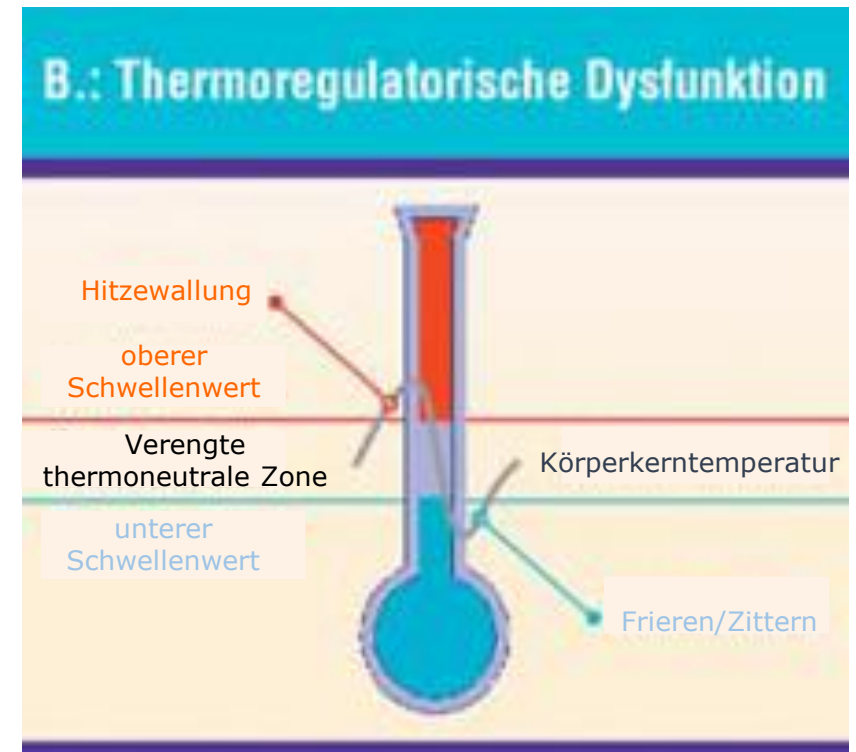 B.: Thermoregulatorische Dysfunktion
Hitzewallung
oberer
Schwellenwert
Verengte
thermoneutrale Zone
Körperkerntemperatur
unterer
Schwellenwert
Frieren/Zittern